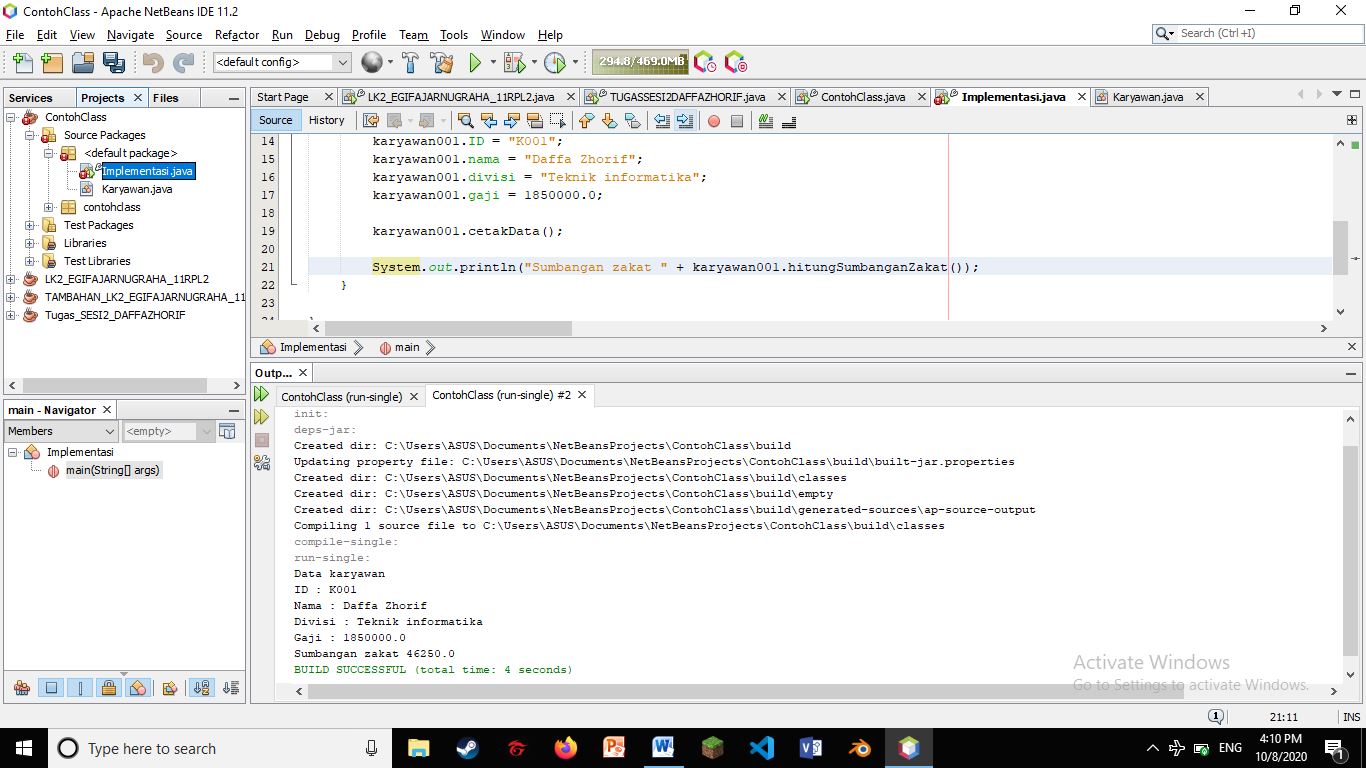 ContohClass - Apache NetBeans IDE 11.2
File Edit View Navigate Source Refactor Run Debug Profile Team Tools Window Help
Search (Ctrl+I)
<default config>
294.8/469.0MB
Services Projects Files
ContohClass
Source Packages
<default package>
Implementasi.java
Karyawan.java
contohclass
Test Packages
Libraries
Test Libraries
LK2_EGIFAJARNUGRAHA_11RPL2
TAMBAHAN_LK2_EGIFAJARNUGRAHA_11
Tugas_SESI2_DAFFAZHORIF
Start Page LK2_EGIFAJARNUGRAHA_11RPL2.java TUGASSESI2DAFFAZHORIF.java ContohClass.java Implementasi.java Karyawan.java
Source History
14 karyawan001.ID = "K001";
15 karyawan001.nama = "Daffa Zhorif";
16 karyawan001.divisi = "Teknik informatika";
17 karyawan001.gaji = 1850000.0;
18
19 karyawan001.cetakData();
20
21 System.out.println("Sumbangan zakat " + karyawan001.hitungSumbanganZakat());
22 }
23
Implementasi main
main - Navigator
Members <empty>
Implementasi
main(String[] args)
Outp...
ContohClass (run-single) ContohClass (run-single) #2
init:
deps-jar:
Created dir: C:\Users\ASUS\Documents\NetBeansProjects\ContohClass\build
Updating property file: C:\Users\ASUS\Documents\NetBeansProjects\ContohClass\build\built-jar.properties
Created dir: C:\Users\ASUS\Documents\NetBeansProjects\ContohClass\build\classes
Created dir: C:\Users\ASUS\Documents\NetBeansProjects\ContohClass\build\empty
Created dir: C:\Users\ASUS\Documents\NetBeansProjects\ContohClass\build\generated-sources\ap-source-output
Compiling 1 source file to C:\Users\ASUS\Documents\NetBeansProjects\ContohClass\build\classes
compile-single:
run-single:
Data karyawan
ID : K001
Nama : Daffa Zhorif
Divisi : Teknik informatika
Gaji : 1850000.0
Sumbangan zakat 46250.0
BUILD SUCCESSFUL (total time: 4 seconds)
Activate Windows
Go to Settings to activate Windows.
1 21:11 INS
Type here to search
ENG
4:10 PM
10/8/2020
1